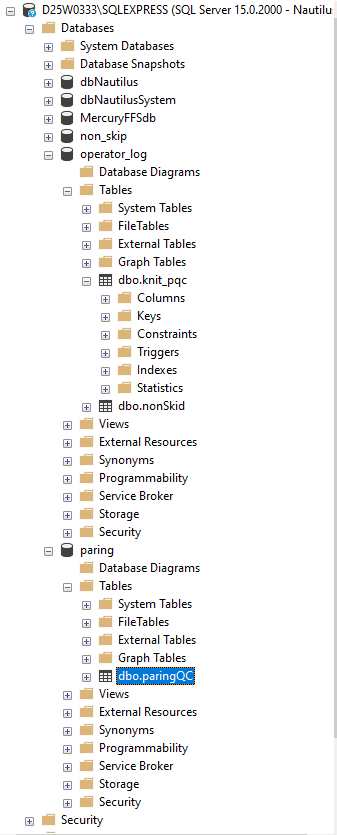 D25W0333\SQLEXPRESS (SQL Server 15.0.2000 - Nautilu
Databases
System Databases
Database Snapshots
dbNautilus
dbNautilusSystem
MercuryFFSdb
non_skip
operator_log
Database Diagrams
Tables
System Tables
FileTables
External Tables
Graph Tables
dbo.knit_pqc
Columns
Keys
Constraints
Triggers
Indexes
Statistics
dbo.nonSkid
Views
External Resources
Synonyms
Programmability
Service Broker
Storage
Security
paring
Database Diagrams
Tables
System Tables
FileTables
External Tables
Graph Tables
dbo.paringQC
Views
External Resources
Synonyms
Programmability
Service Broker
Storage
Security
Security